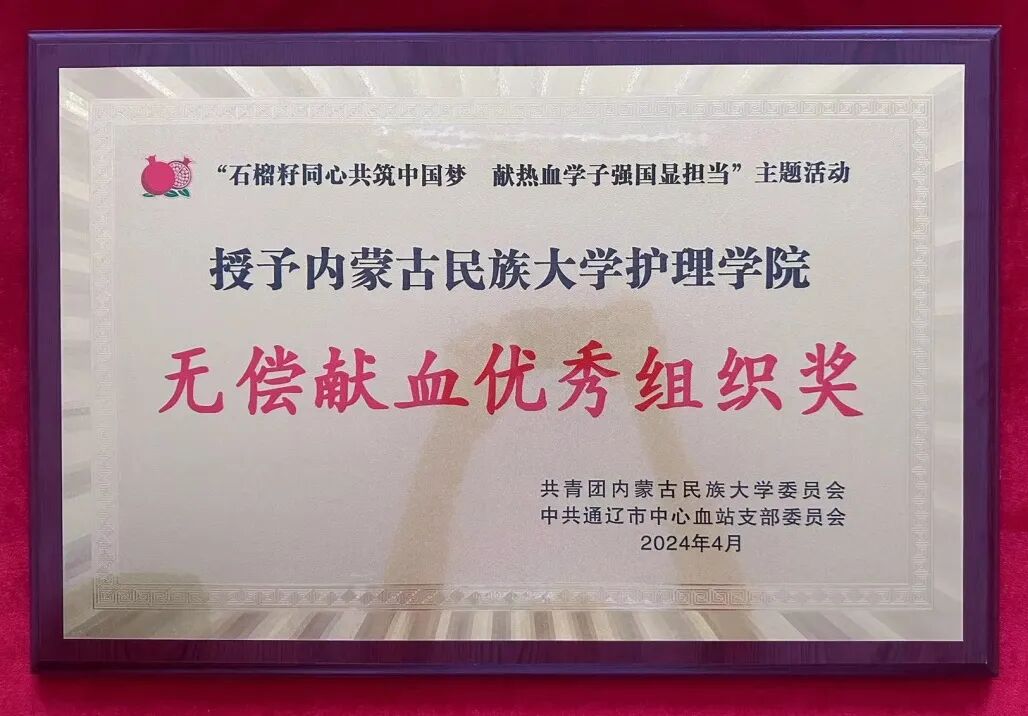 “石榴籽同心共筑中国梦 献热血学子强国显担当”主题活动
授予内蒙古民族大学护理学院
无偿献血优秀组织奖
共青团内蒙古民族大学委员会
中共通辽市中心血站支部委员会
2024年4月